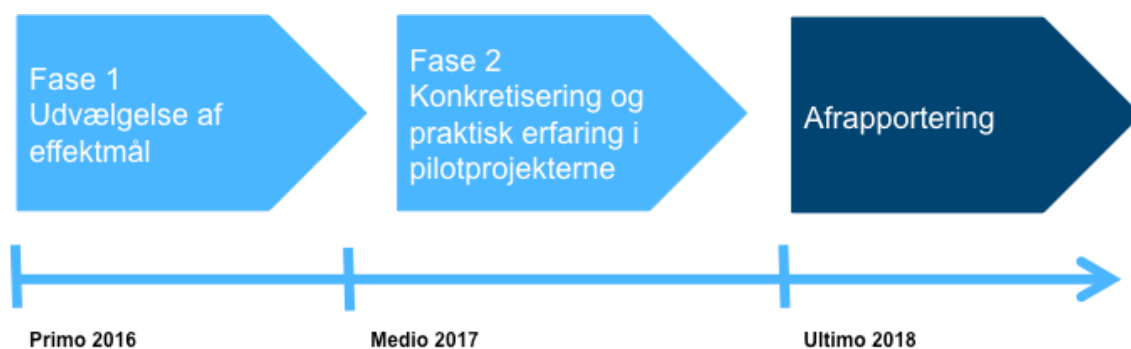 Fase 1
Udvælgelse af
effektmål
Fase 2
Konkretisering og
praktisk erfaring i
pilotprojekterne
Afrapportering
Primo 2016
Medio 2017
Ultimo 2018